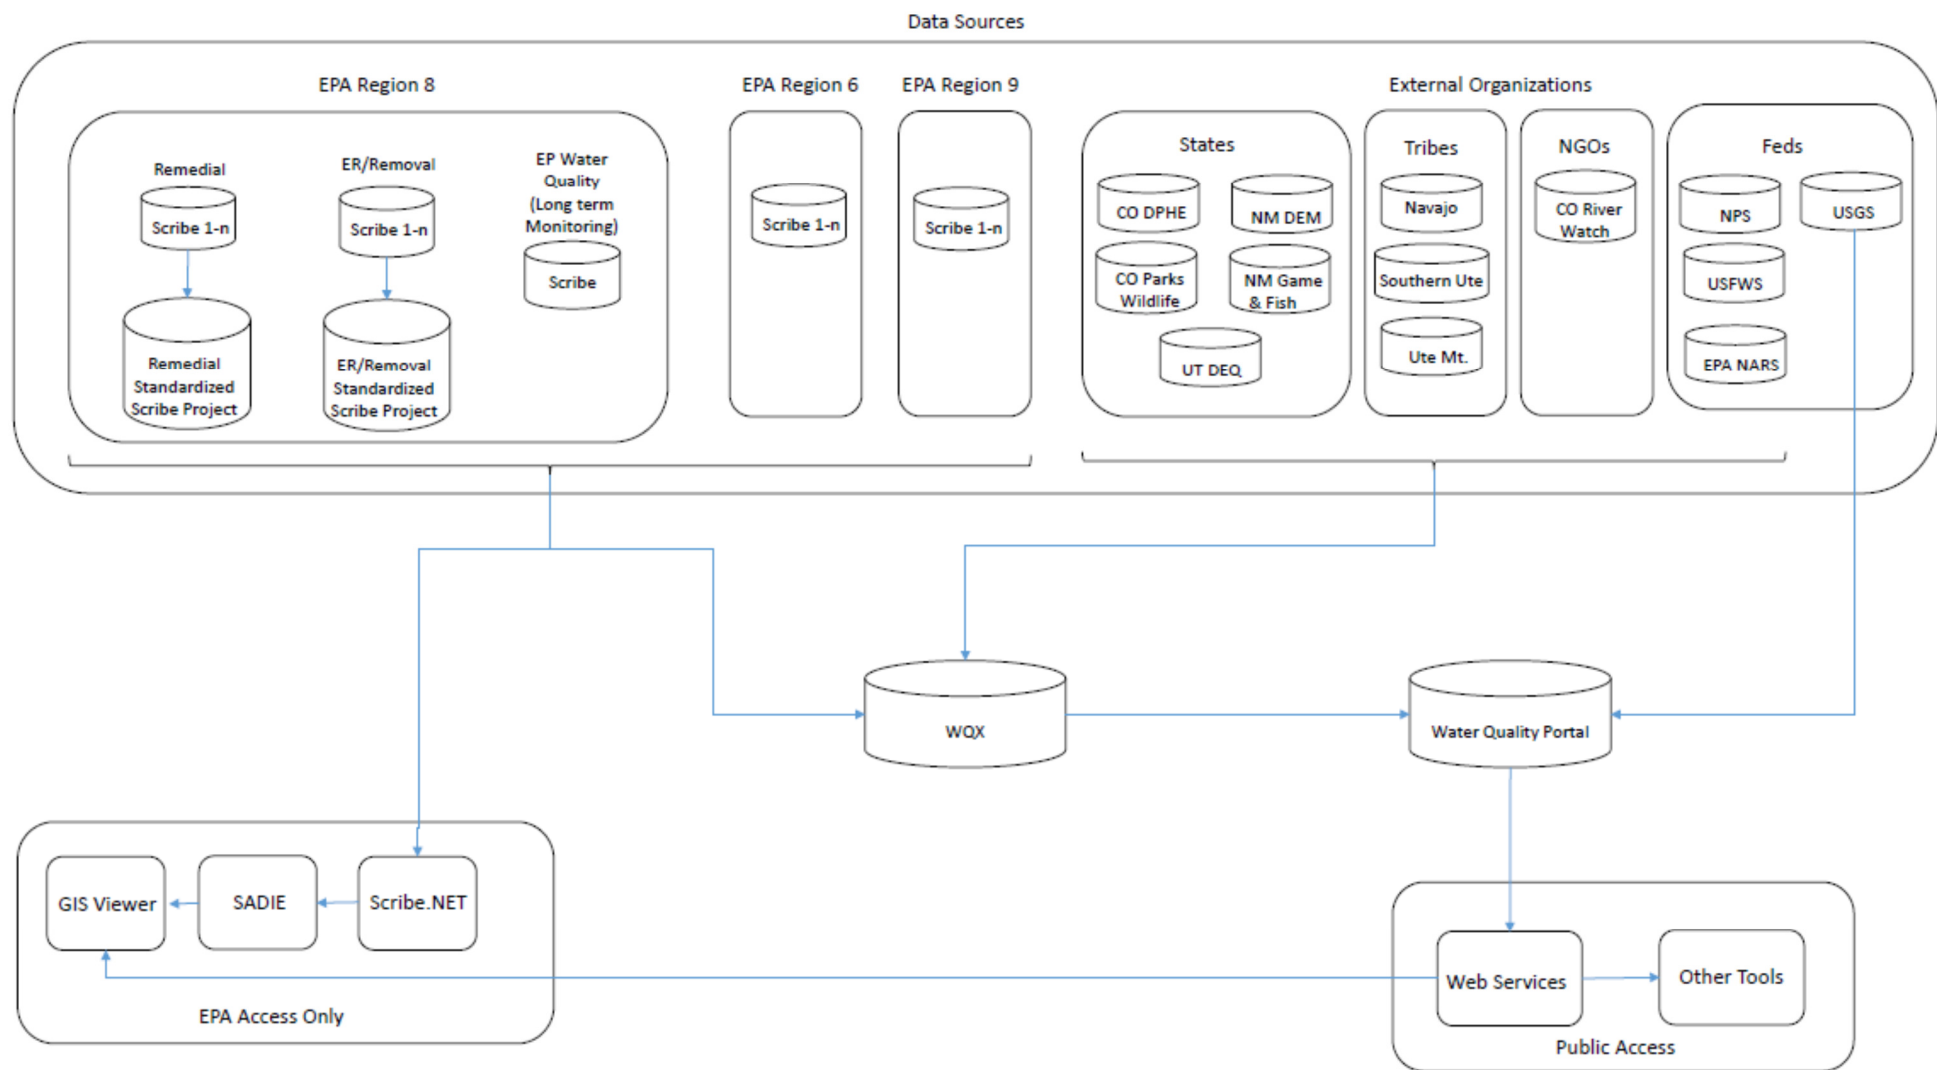 Data Sources
EPA Region 8
EPA Region 6
EPA Region 9
External Organizations
Remedial
Scribe 1-n
Remedial
Standardized
Scribe Project
ER/Removal
Scribe 1-n
ER/Removal
Standardized
Scribe Project
EP Water
Quality
(Long term
Monitoring)
Scribe
Scribe 1-n
Scribe 1-n
States
CO DPHE
NM DEM
CO Parks
Wildlife
NM Game
& Fish
UT DEQ
Tribes
Navajo
Southern Ute
Ute Mt.
NGOs
CO River
Watch
Feds
NPS
USGS
USFWS
EPA NARS
WQX
Water Quality Portal
GIS Viewer
SADIE
Scribe.NET
EPA Access Only
Web Services
Other Tools
Public Access